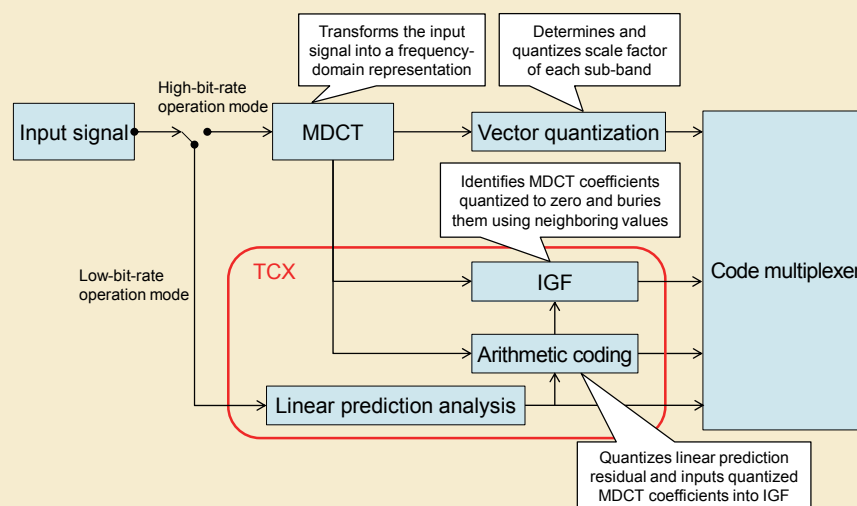 Transforms the input
signal into a frequency-
domain representation
Determines and
quantizes scale factor
of each sub-band
High-bit-rate
operation mode
Input signal
MDCT
Vector quantization
Identifies MDCT coefficients
quantized to zero and buries
them using neighboring values
Low-bit-rate
operation mode
TCX
IGF
Code multiplexer
Arithmetic coding
Linear prediction analysis
Quantizes linear prediction
residual and inputs quantized
MDCT coefficients into IGF